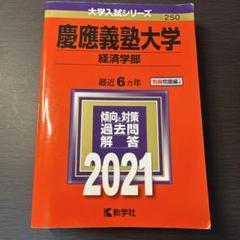 大学入試シリーズ
250
慶應義塾大学
経済学部
最近6カ年
別冊問題編
傾向と対策
過去問
解答
2021
数学社